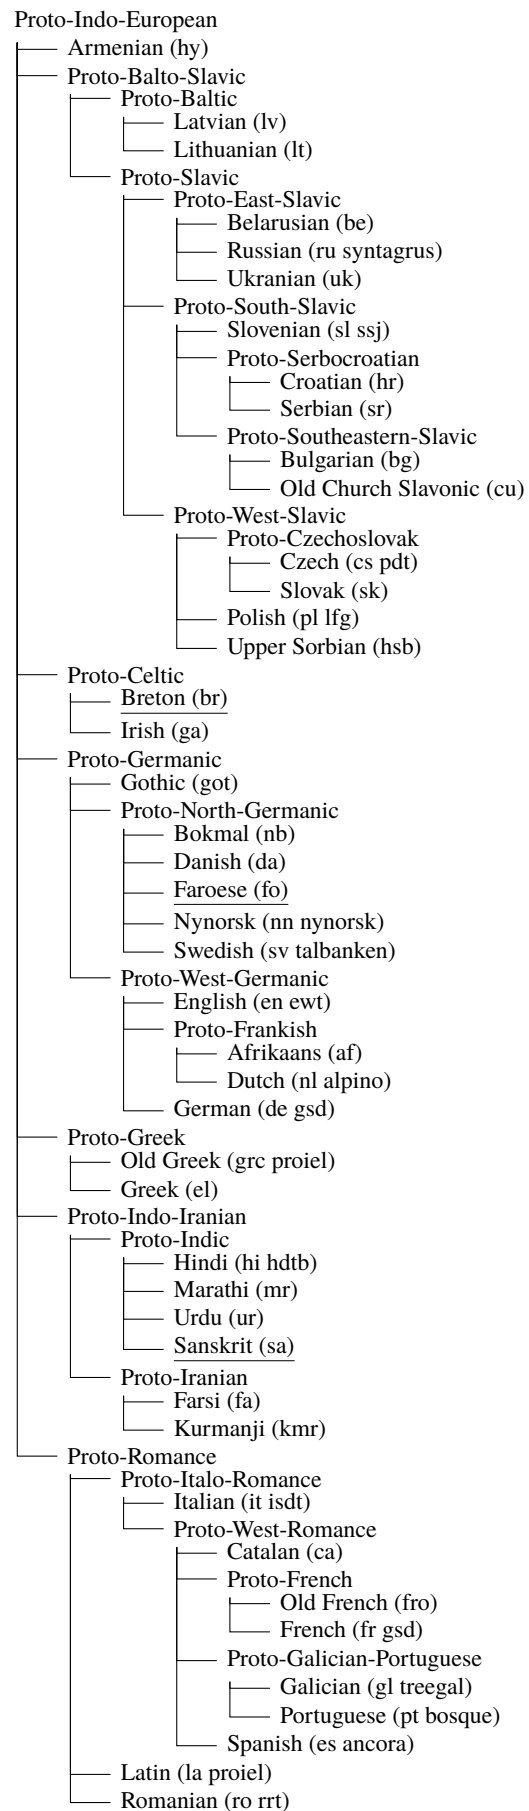 Proto-Indo-European
Armenian (hy)
Proto-Balto-Slavic
Proto-Baltic
Latvian (lv)
Lithuanian (lt)
Proto-Slavic
Proto-East-Slavic
Belarusian (be)
Russian (ru syntagrus)
Ukranian (uk)
Proto-South-Slavic
Slovenian (sl ssj)
Proto-Serbocroatian
Croatian (hr)
Serbian (sr)
Proto-Southeastern-Slavic
Bulgarian (bg)
Old Church Slavonic (cu)
Proto-West-Slavic
Proto-Czechoslovak
Czech (cs pdt)
Slovak (sk)
Polish (pl lfg)
Upper Sorbian (hsb)
Proto-Celtic
Breton (br)
Irish (ga)
Proto-Germanic
Gothic (got)
Proto-North-Germanic
Bokmal (nb)
Danish (da)
Faroese (fo)
Nynorsk (nn nynorsk)
Swedish (sv talbanken)
Proto-West-Germanic
English (en ewt)
Proto-Frankish
Afrikaans (af)
Dutch (nl alpino)
German (de gsd)
Proto-Greek
Old Greek (grc proiel)
Greek (el)
Proto-Indo-Iranian
Proto-Indic
Hindi (hi hdtb)
Marathi (mr)
Urdu (ur)
Sanskrit (sa)
Proto-Iranian
Farsi (fa)
Kurmanji (kmr)
Proto-Romance
Proto-Italo-Romance
Italian (it isdt)
Proto-West-Romance
Catalan (ca)
Proto-French
Old French (fro)
French (fr gsd)
Proto-Galician-Portuguese
Galician (gl treegal)
Portuguese (pt bosque)
Spanish (es ancora)
Latin (la proiel)
Romanian (ro rrt)